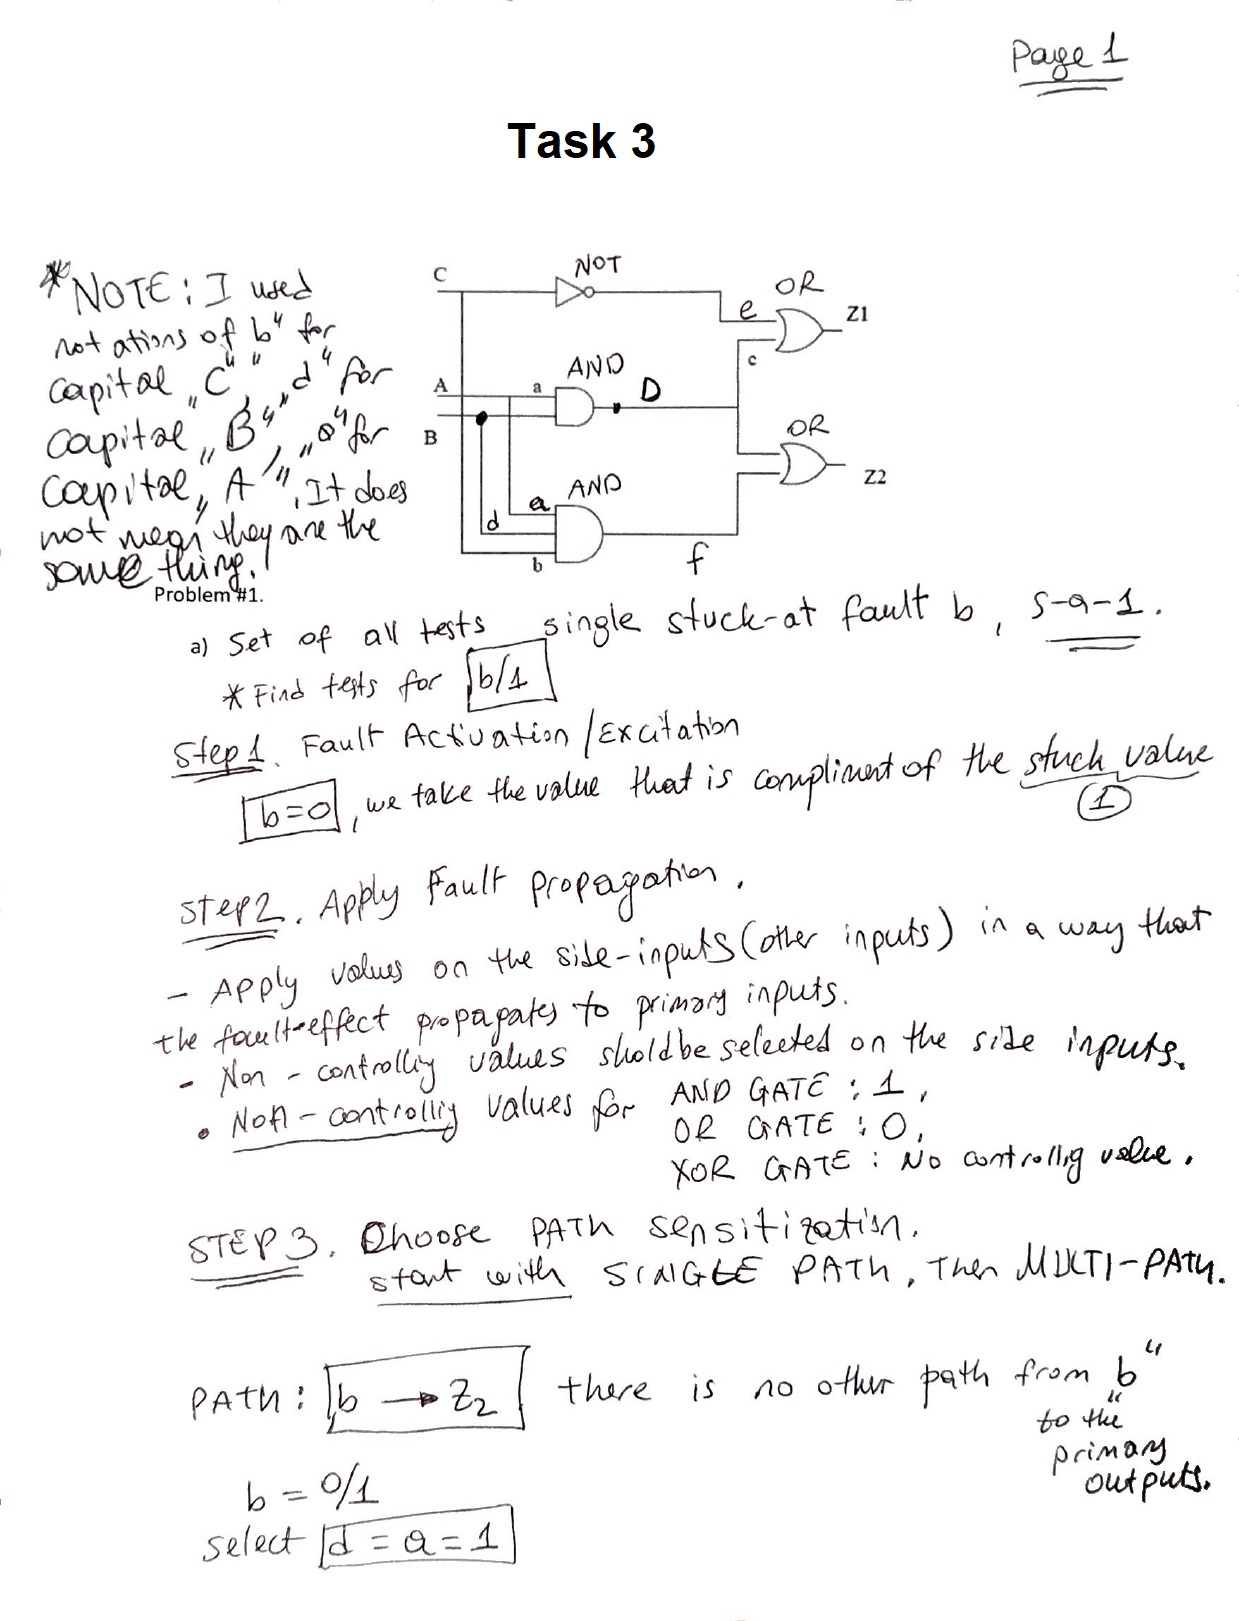 Page 1
Task 3
*NOTE: I used
notations of b" for
capital „C", „d" for
capital „B", „a" for
capital „A", It does
not mean they are the
same thing.
C
NOT
OR
e
Z1
c
A
a
AND
D
B
OR
Z2
AND
a
d
b
f
Problem #1.
a) Set of all tests single stuck-at fault b, s-a-1.
* Find tests for b/1
Step 1. Fault Activation / Excitation
b=0, we take the value that is compliment of the stuck value
1
Step 2. Apply Fault propagation.
- Apply values on the side-inputs (other inputs) in a way that
the fault-effect propagates to primary inputs.
- Non-controllig values shold be selected on the side inputs.
• Non-controllig values for AND GATE : 1,
OR GATE : 0,
XOR GATE : No controllig value.
STEP 3. Choose PATH sensitization.
start with SINGLE PATH, Then MULTI-PATH.
PATH: b → Z2 there is no other path from „b"
to the
primary
outputs.
b = 0/1
select d = a = 1